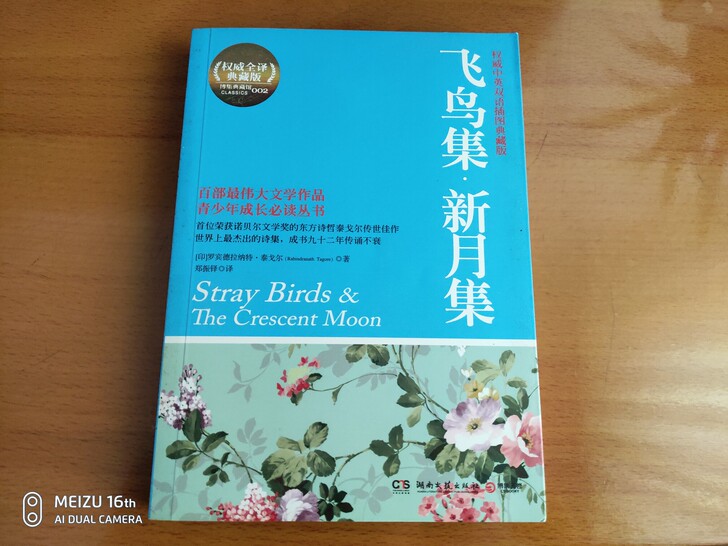 权威全译
典藏版
博集典藏馆
CLASSICS 002
飞鸟集·新月集
权威中英双语插图典藏版
百部最伟大文学作品
青少年成长必读丛书
首位荣获诺贝尔文学奖的东方诗哲泰戈尔传世佳作
世界上最杰出的诗集，成书九十二年传诵不衰
[印]罗宾德拉纳特·泰戈尔(Rabindranath Tagore)◎著
郑振铎◎译
Stray Birds &
The Crescent Moon
湖南文艺出版社
MEIZU 16th
AI DUAL CAMERA